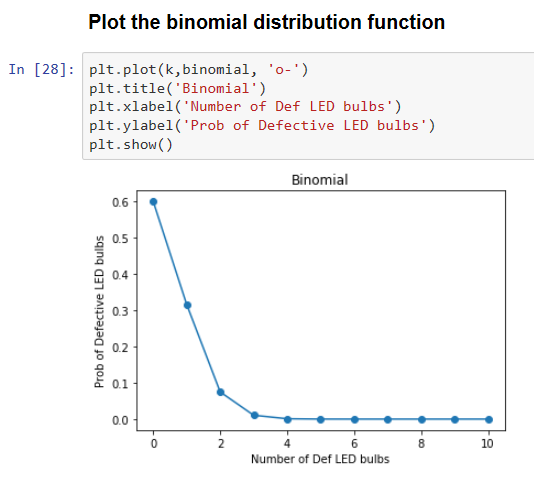 Plot the binomial distribution function
In [28]: plt.plot(k,binomial, 'o-')
plt.title('Binomial')
plt.xlabel('Number of Def LED bulbs')
plt.ylabel('Prob of Defective LED bulbs')
plt.show()
Binomial
Prob of Defective LED bulbs
0.6
0.5
0.4
0.3
0.2
0.1
0.0
0 2 4 6 8 10
Number of Def LED bulbs